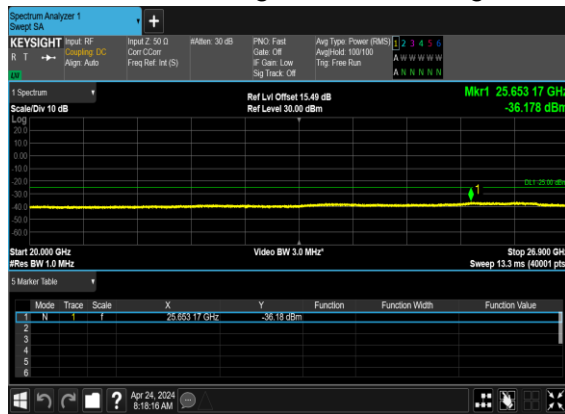 Spectrum Analyzer 1
Swept SA
KEYSIGHT Input: RF Input Z: 50 Ω #Atten: 30 dB PNO: Fast Avg Type: Power (RMS) 1 2 3 4 5 6
R T Coupling: DC Corr CCorr Gate: Off Avg|Hold: 100/100 A W W W W W
Align: Auto Freq Ref: Int (S) IF Gain: Low Trig: Free Run
LW Sig Track: Off A N N N N N
1 Spectrum Ref Lvl Offset 15.49 dB Mkr1 25.653 17 GHz
Scale/Div 10 dB Ref Level 30.00 dBm -36.178 dBm
Log
20.0
10.0
0.00
-10.0
-20.0 DL1 -25.00 dBm
1
-30.0
-40.0
-50.0
-60.0
Start 20.000 GHz Video BW 3.0 MHz* Stop 26.900 GHz
#Res BW 1.0 MHz Sweep 13.3 ms (40001 pts
5 Marker Table
Mode Trace Scale X Y Function Function Width Function Value
1 N 1 f 25.653 17 GHz -36.18 dBm
2
3
4
5
6
? Apr 24, 2024
8:18:16 AM